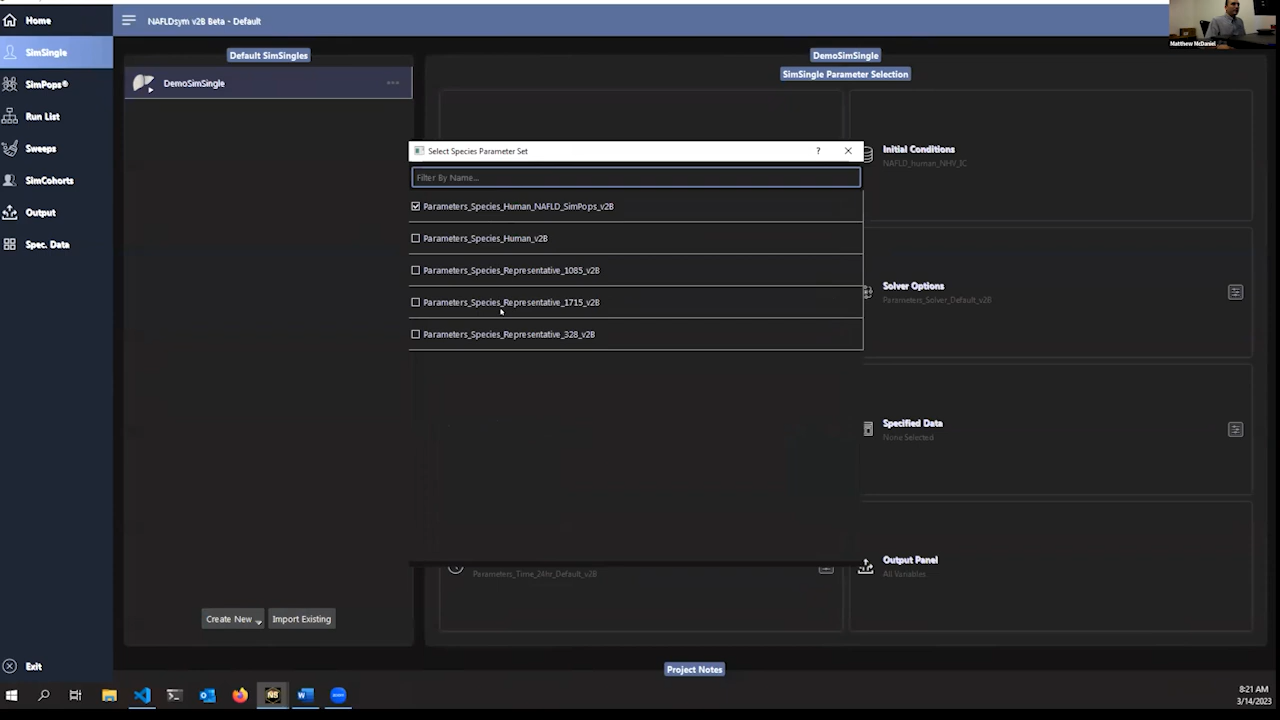 Home
NAFLDsym v2B Beta - Default
Matthew McDaniel
SimSingle
SimPops®
Run List
Sweeps
SimCohorts
Output
Spec. Data
Exit
Default SimSingles
DemoSimSingle
Create New
Import Existing
DemoSimSingle
SimSingle Parameter Selection
Select Species Parameter Set
?
Filter By Name...
Parameters_Species_Human_NAFLD_SimPops_v2B
Parameters_Species_Human_v2B
Parameters_Species_Representative_1085_v2B
Parameters_Species_Representative_1715_v2B
Parameters_Species_Representative_328_v2B
Initial Conditions
NAFLD_human_NHV_IC
Solver Options
Parameters_Solver_Default_v2B
Specified Data
None Selected
Parameters_Time_24hr_Default_v2B
Output Panel
All Variables
Project Notes
8:21 AM
3/14/2023